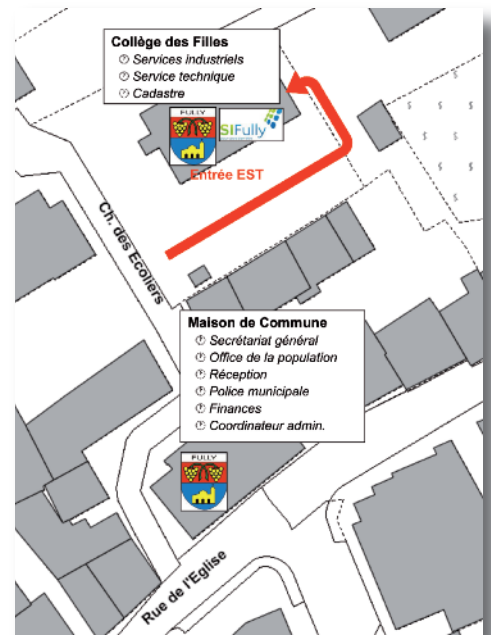 Collège des Filles
Services industriels
Service technique
Cadastre
FULLY
SIFully
Entrée EST
Ch. des Ecoliers
Maison de Commune
Secrétariat général
Office de la population
Réception
Police municipale
Finances
Coordinateur admin.
FULLY
Rue de l'Eglise